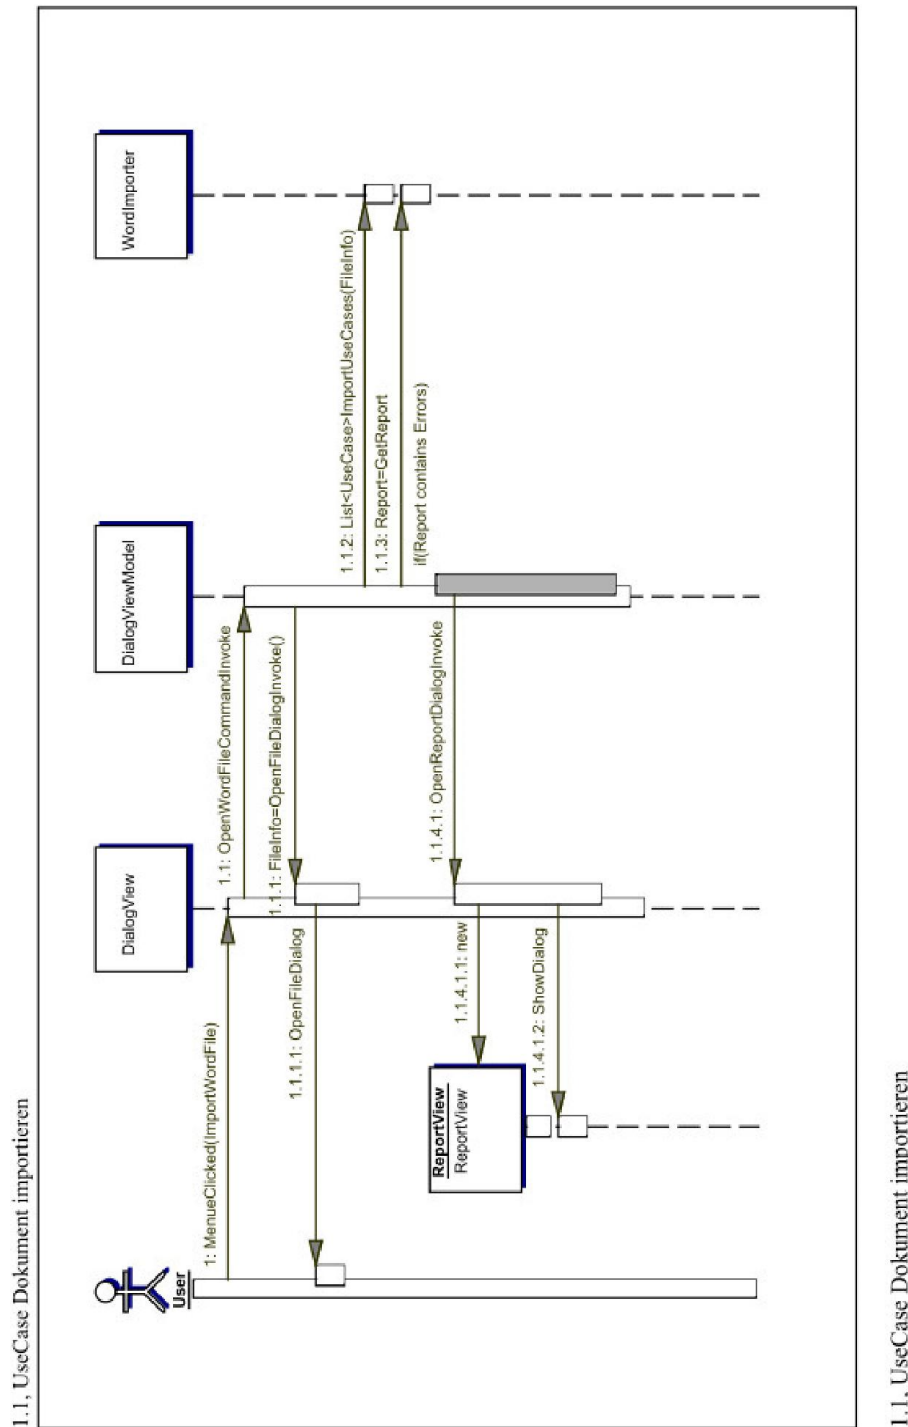 1.1, UseCase Dokument importieren
User
DialogView
DialogViewModel
WordImporter
1: MenueClicked(ImportWordFile)
1.1: OpenWordFileCommandInvoke
1.1.1: FileInfo=OpenFileDialogInvoke()
1.1.1.1: OpenFileDialog
1.1.2: List<UseCase>ImportUseCases(FileInfo)
1.1.3: Report=GetReport
if(Report contains Errors)
1.1.4.1: OpenReportDialogInvoke
1.1.4.1.1: new
ReportView
ReportView
1.1.4.1.2: ShowDialog
1.1, UseCase Dokument importieren